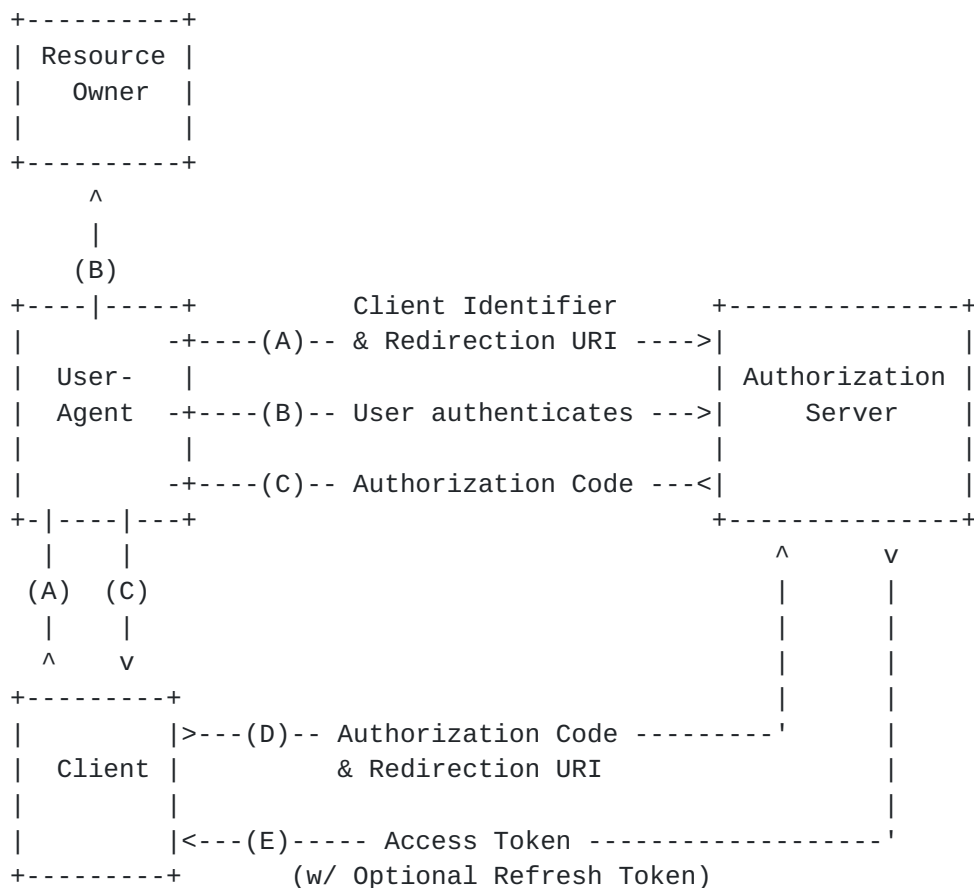 +----------+
| Resource |
|   Owner  |
|          |
+----------+
     ^
     |
    (B)
+----|-----+          Client Identifier      +---------------+
|         -+----(A)-- & Redirection URI ---->|               |
|  User-   |                                 | Authorization |
|  Agent  -+----(B)-- User authenticates --->|     Server    |
|          |                                 |               |
|         -+----(C)-- Authorization Code ---<|               |
+-|----|---+                                 +---------------+
  |    |                                         ^      v
 (A)  (C)                                        |      |
  |    |                                         |      |
  ^    v                                         |      |
+---------+                                      |      |
|         |>---(D)-- Authorization Code ---------'      |
|  Client |          & Redirection URI                  |
|         |                                             |
|         |<---(E)----- Access Token -------------------'
+---------+       (w/ Optional Refresh Token)